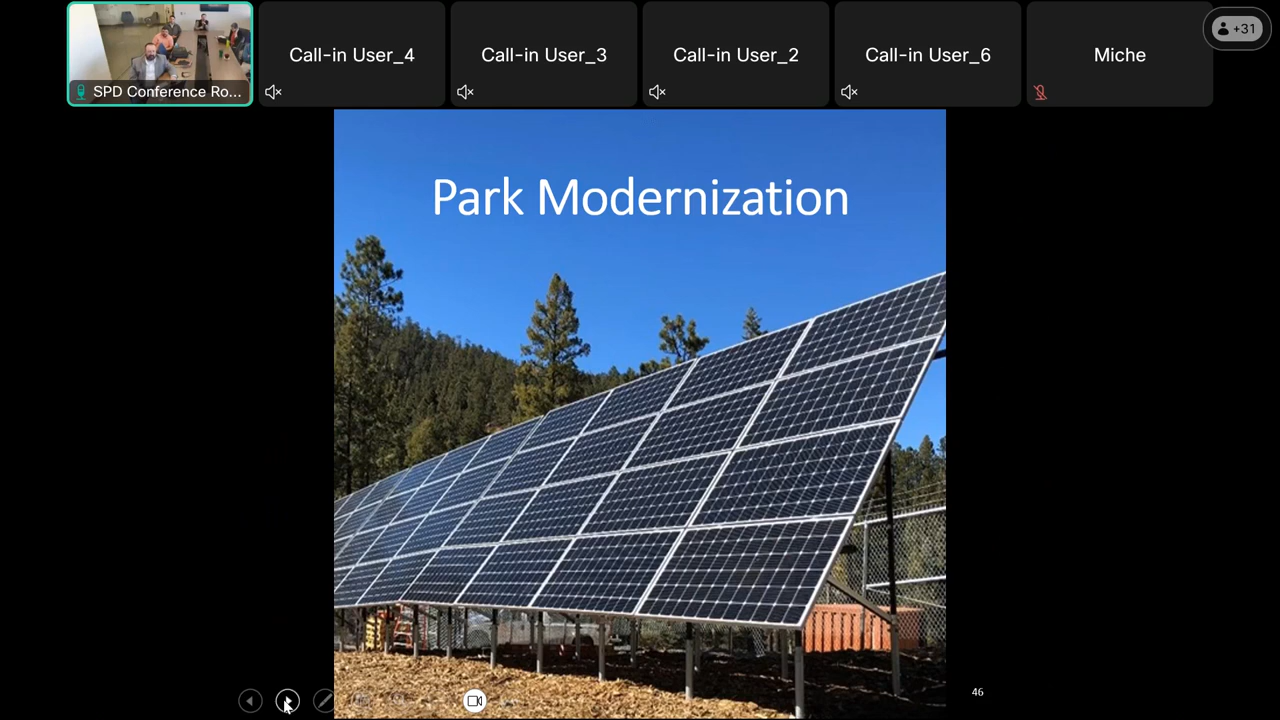 SPD Conference Ro...
Call-in User_4
Call-in User_3
Call-in User_2
Call-in User_6
Miche
+31
Park Modernization
46